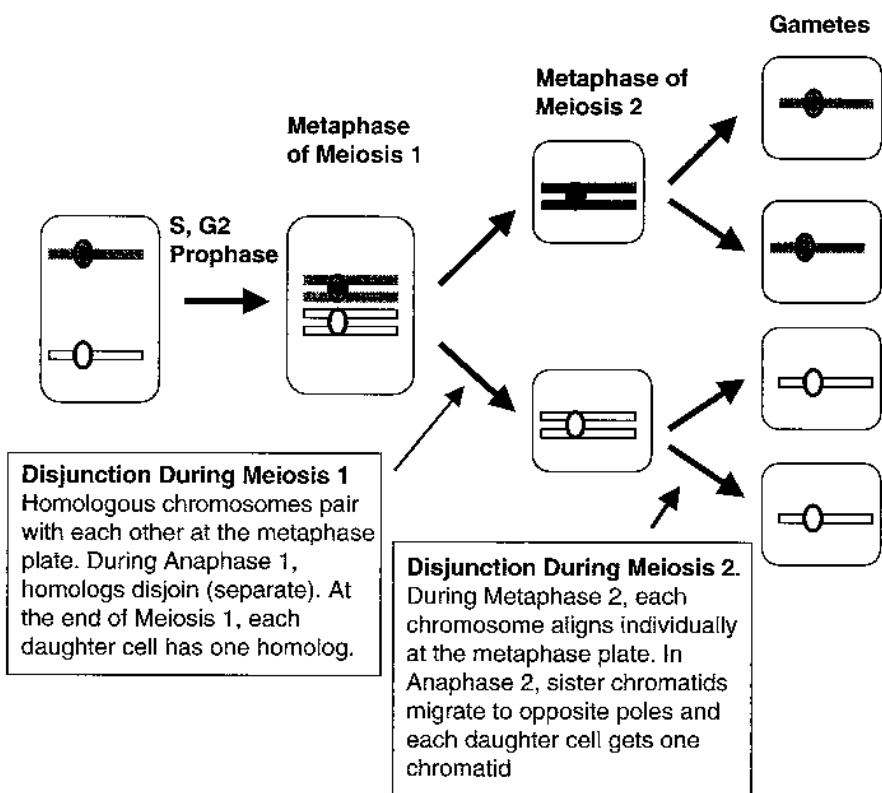 Gametes
Metaphase of
Meiosis 2
Metaphase
of Meiosis 1
S, G2
Prophase
Disjunction During Meiosis 1
Homologous chromosomes pair
with each other at the metaphase
plate. During Anaphase 1,
homologs disjoin (separate). At
the end of Meiosis 1, each
daughter cell has one homolog.
Disjunction During Meiosis 2.
During Metaphase 2, each
chromosome aligns individually
at the metaphase plate. In
Anaphase 2, sister chromatids
migrate to opposite poles and
each daughter cell gets one
chromatid